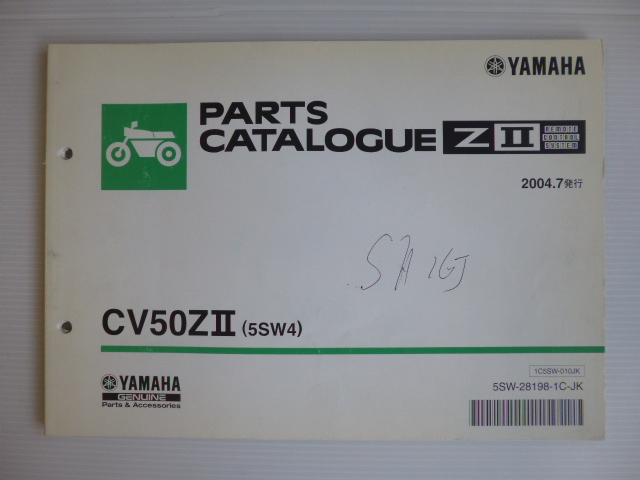 YAMAHA
PARTS
CATALOGUE ZII REMOTE CONTROL SYSTEM
2004.7発行
SA16J
CV50ZII (5SW4)
YAMAHA
GENUINE
Parts & Accessories
1C5SW-010JK
5SW-28198-1C-JK